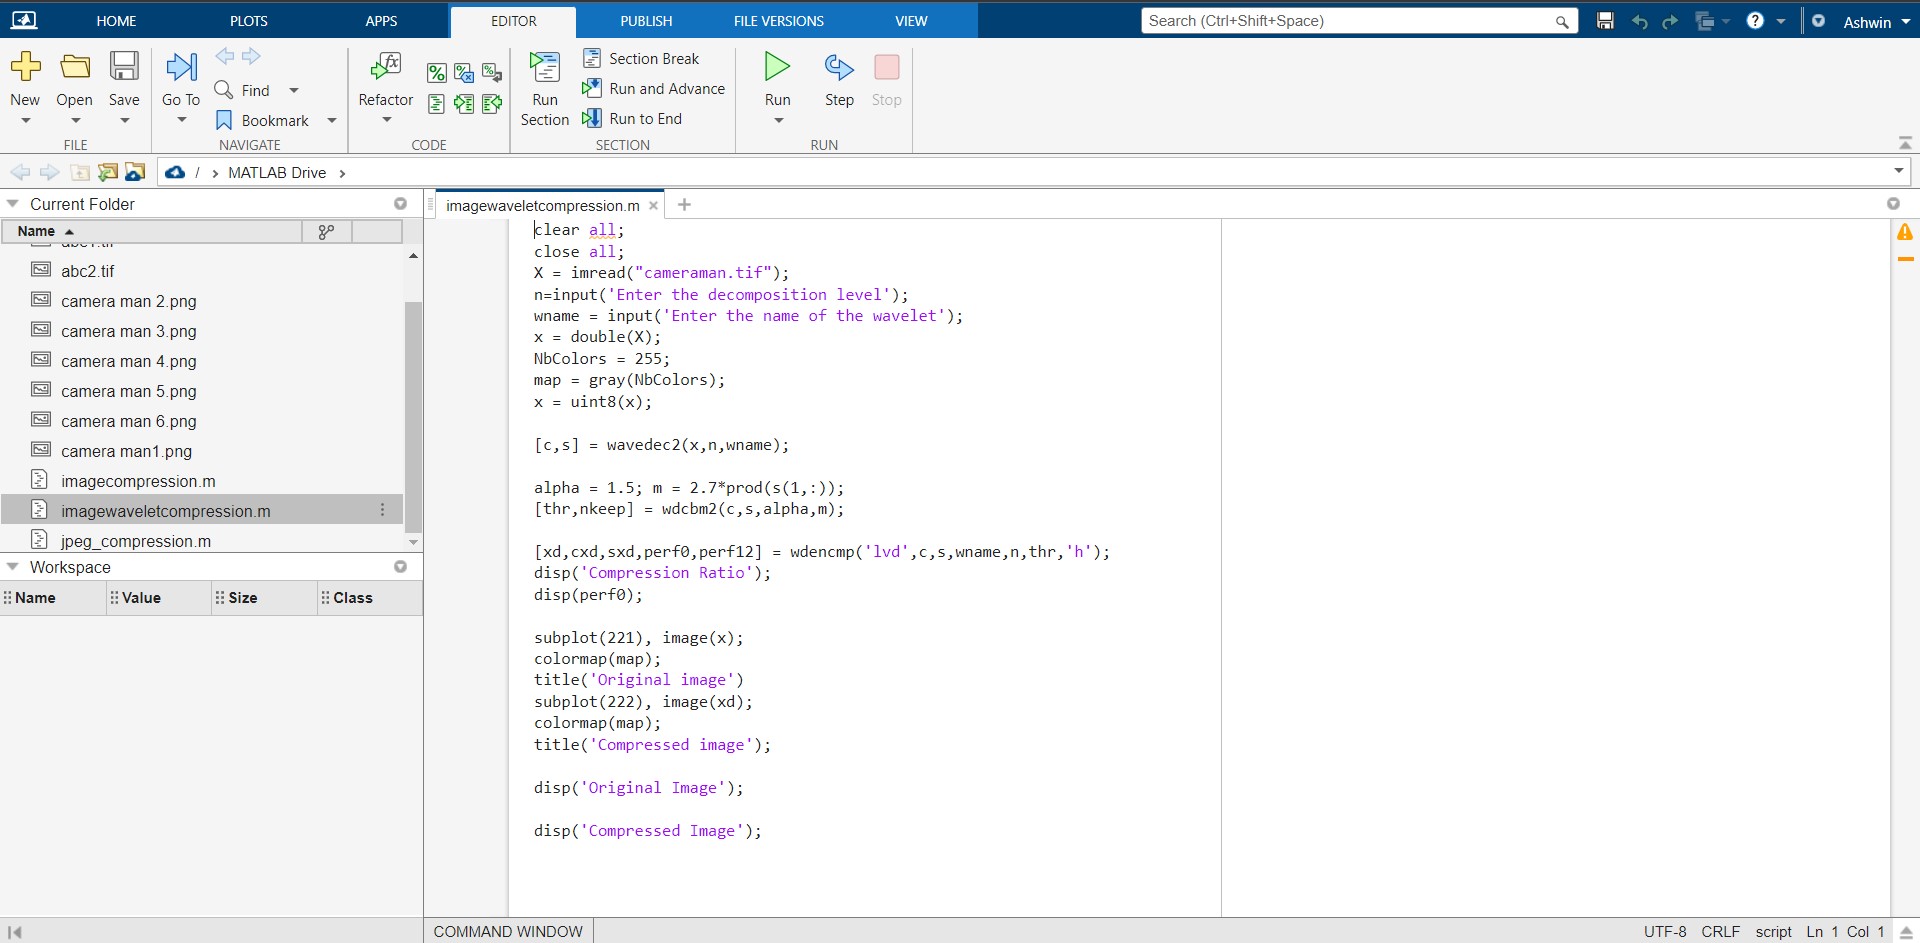 HOME PLOTS APPS EDITOR PUBLISH FILE VERSIONS VIEW Search (Ctrl+Shift+Space) Ashwin
New Open Save Go To Find Bookmark Refactor Run Section Section Break Run and Advance Run to End Run Step Stop
FILE NAVIGATE CODE SECTION RUN
/ > MATLAB Drive >
Current Folder
Name
abc2.tif
camera man 2.png
camera man 3.png
camera man 4.png
camera man 5.png
camera man 6.png
camera man1.png
imagecompression.m
imagewaveletcompression.m
jpeg_compression.m
Workspace
Name Value Size Class
imagewaveletcompression.m
clear all;
close all;
X = imread("cameraman.tif");
n=input('Enter the decomposition level');
wname = input('Enter the name of the wavelet');
x = double(X);
NbColors = 255;
map = gray(NbColors);
x = uint8(x);
[c,s] = wavedec2(x,n,wname);
alpha = 1.5; m = 2.7*prod(s(1,:));
[thr,nkeep] = wdcbm2(c,s,alpha,m);
[xd,cxd,sxd,perf0,perf12] = wdencmp('lvd',c,s,wname,n,thr,'h');
disp('Compression Ratio');
disp(perf0);
subplot(221), image(x);
colormap(map);
title('Original image')
subplot(222), image(xd);
colormap(map);
title('Compressed image');
disp('Original Image');
disp('Compressed Image');
COMMAND WINDOW
UTF-8 CRLF script Ln 1 Col 1